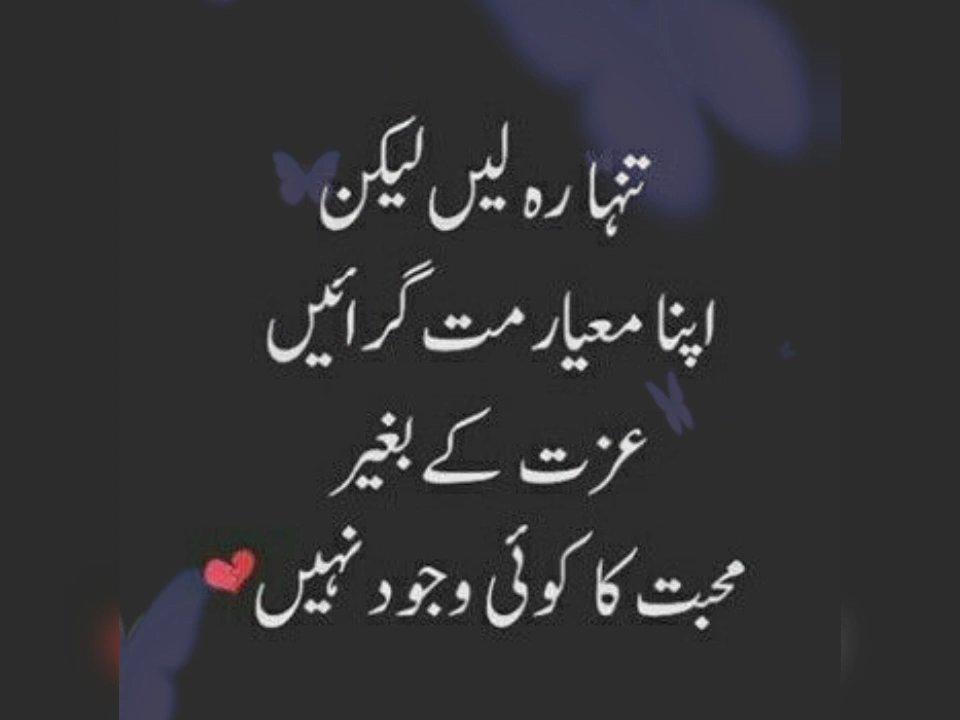 تنہا رہ لیں لیکن
اپنا معیار مت گرائیں
عزت کے بغیر
محبت کا کوئی وجود نہیں